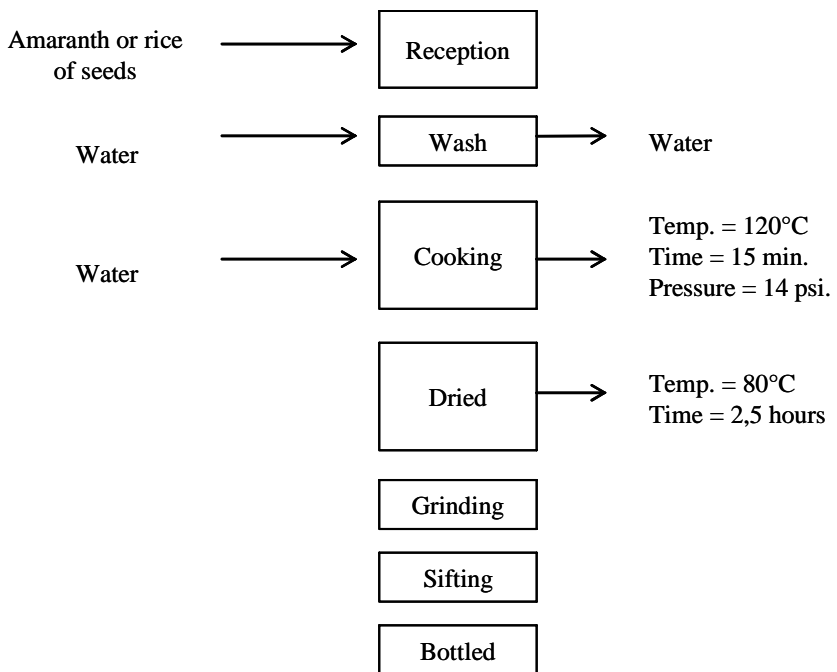 Amaranth or rice
of seeds
Reception
Water
Wash
Water
Water
Cooking
Temp. = 120°C
Time = 15 min.
Pressure = 14 psi.
Dried
Temp. = 80°C
Time = 2,5 hours
Grinding
Sifting
Bottled